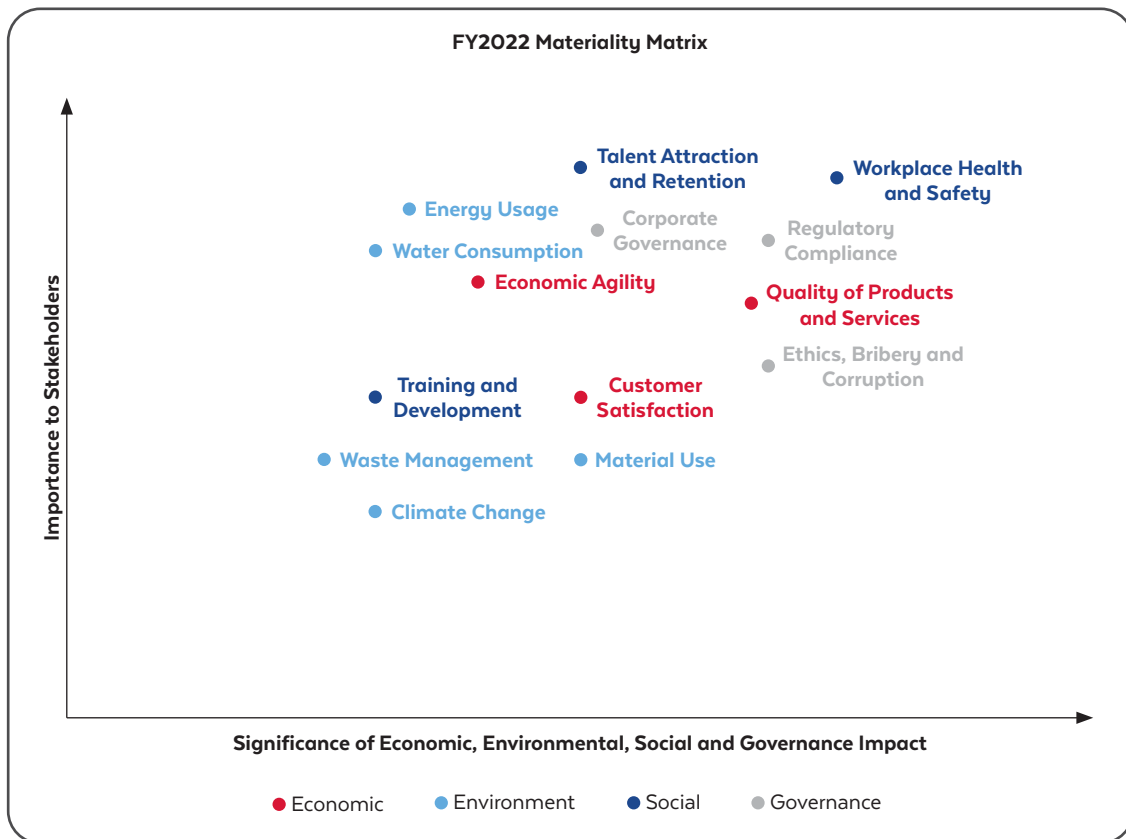 FY2022 Materiality Matrix
Importance to Stakeholders
Talent Attraction
and Retention
Workplace Health
and Safety
Energy Usage
Corporate
Governance
Regulatory
Compliance
Water Consumption
Economic Agility
Quality of Products
and Services
Ethics, Bribery and
Corruption
Training and
Development
Customer
Satisfaction
Waste Management
Material Use
Climate Change
Significance of Economic, Environmental, Social and Governance Impact
Economic
Environment
Social
Governance